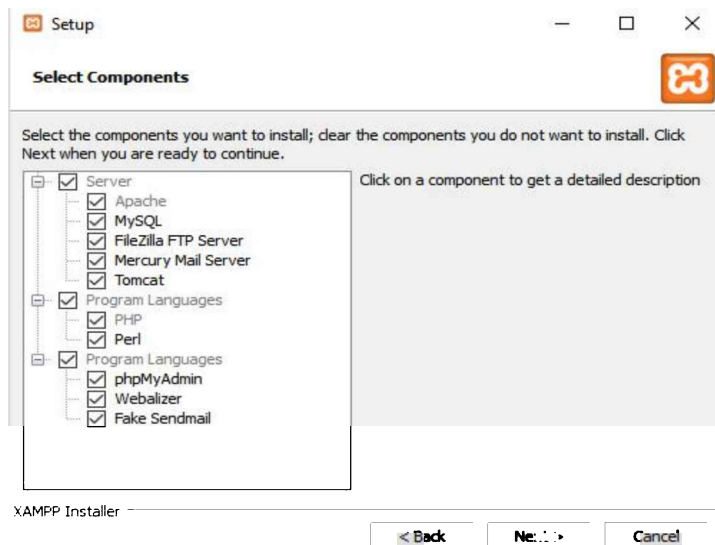 Setup
Select Components
Select the components you want to install; clear the components you do not want to install. Click
Next when you are ready to continue.
Server
Apache
MySQL
FileZilla FTP Server
Mercury Mail Server
Tomcat
Program Languages
PHP
Perl
Program Languages
phpMyAdmin
Webalizer
Fake Sendmail
Click on a component to get a detailed description
XAMPP Installer
< Back
Cancel